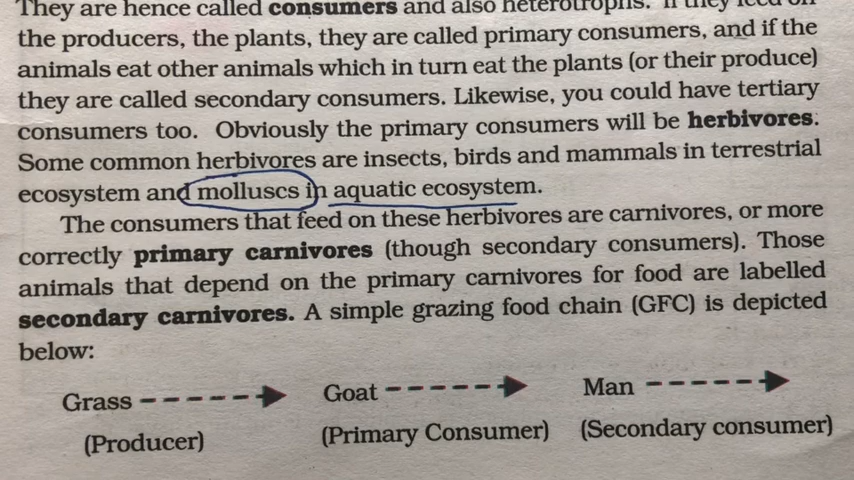 They are hence called consumers and also heterotrophs. If they feed on
the producers, the plants, they are called primary consumers, and if the
animals eat other animals which in turn eat the plants (or their produce)
they are called secondary consumers. Likewise, you could have tertiary
consumers too. Obviously the primary consumers will be herbivores.
Some common herbivores are insects, birds and mammals in terrestrial
ecosystem and molluscs in aquatic ecosystem.
The consumers that feed on these herbivores are carnivores, or more
correctly primary carnivores (though secondary consumers). Those
animals that depend on the primary carnivores for food are labelled
secondary carnivores. A simple grazing food chain (GFC) is depicted
below:
Grass Goat Man
(Producer) (Primary Consumer) (Secondary consumer)